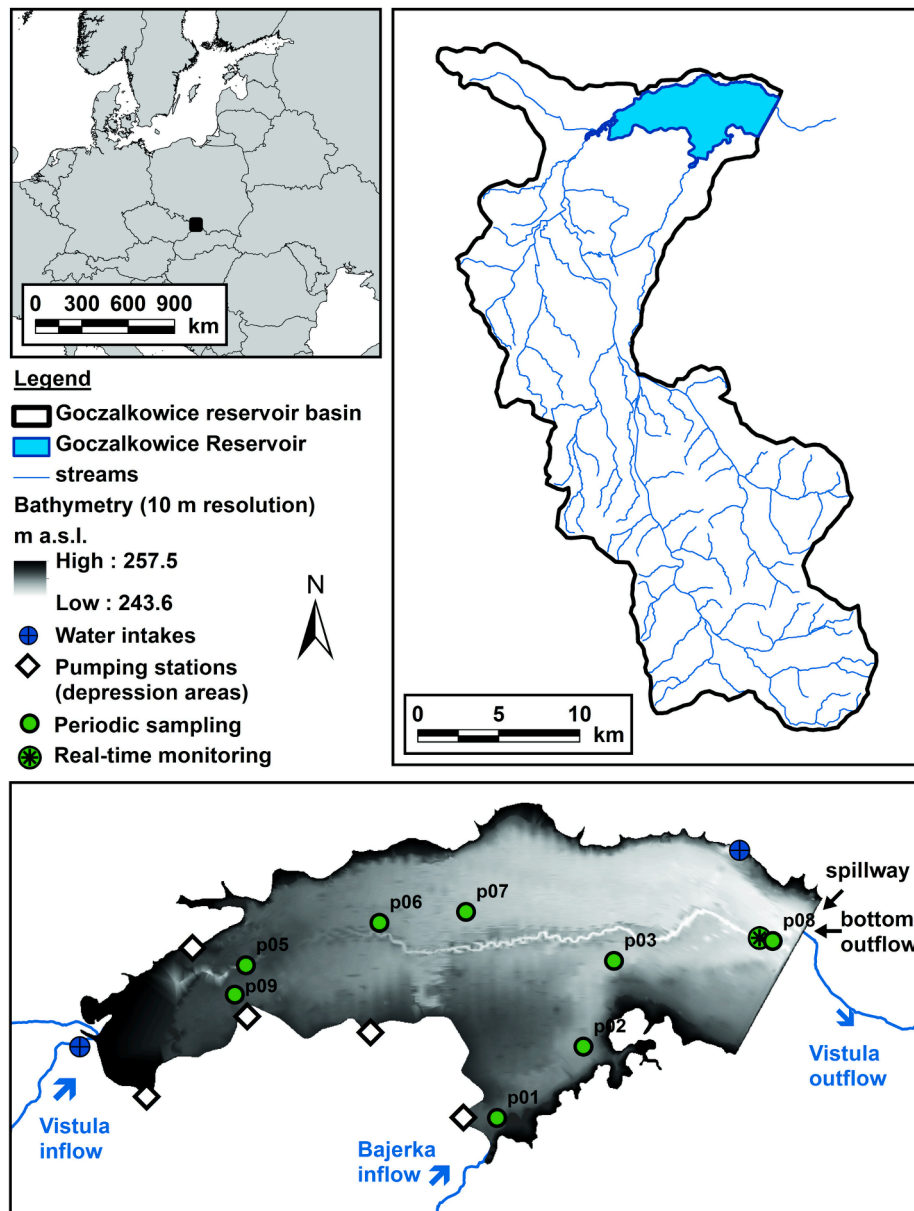 0 300 600 900
km
Legend
Goczalkowice reservoir basin
Goczalkowice Reservoir
streams
Bathymetry (10 m resolution)
m a.s.l.
High : 257.5
Low : 243.6
N
Water intakes
Pumping stations
(depression areas)
Periodic sampling
Real-time monitoring
0 5 10
km
p06
p07
spillway
p08
bottom
outflow
p05
p03
p09
p02
p01
Vistula
outflow
Vistula
inflow
Bajerka
inflow